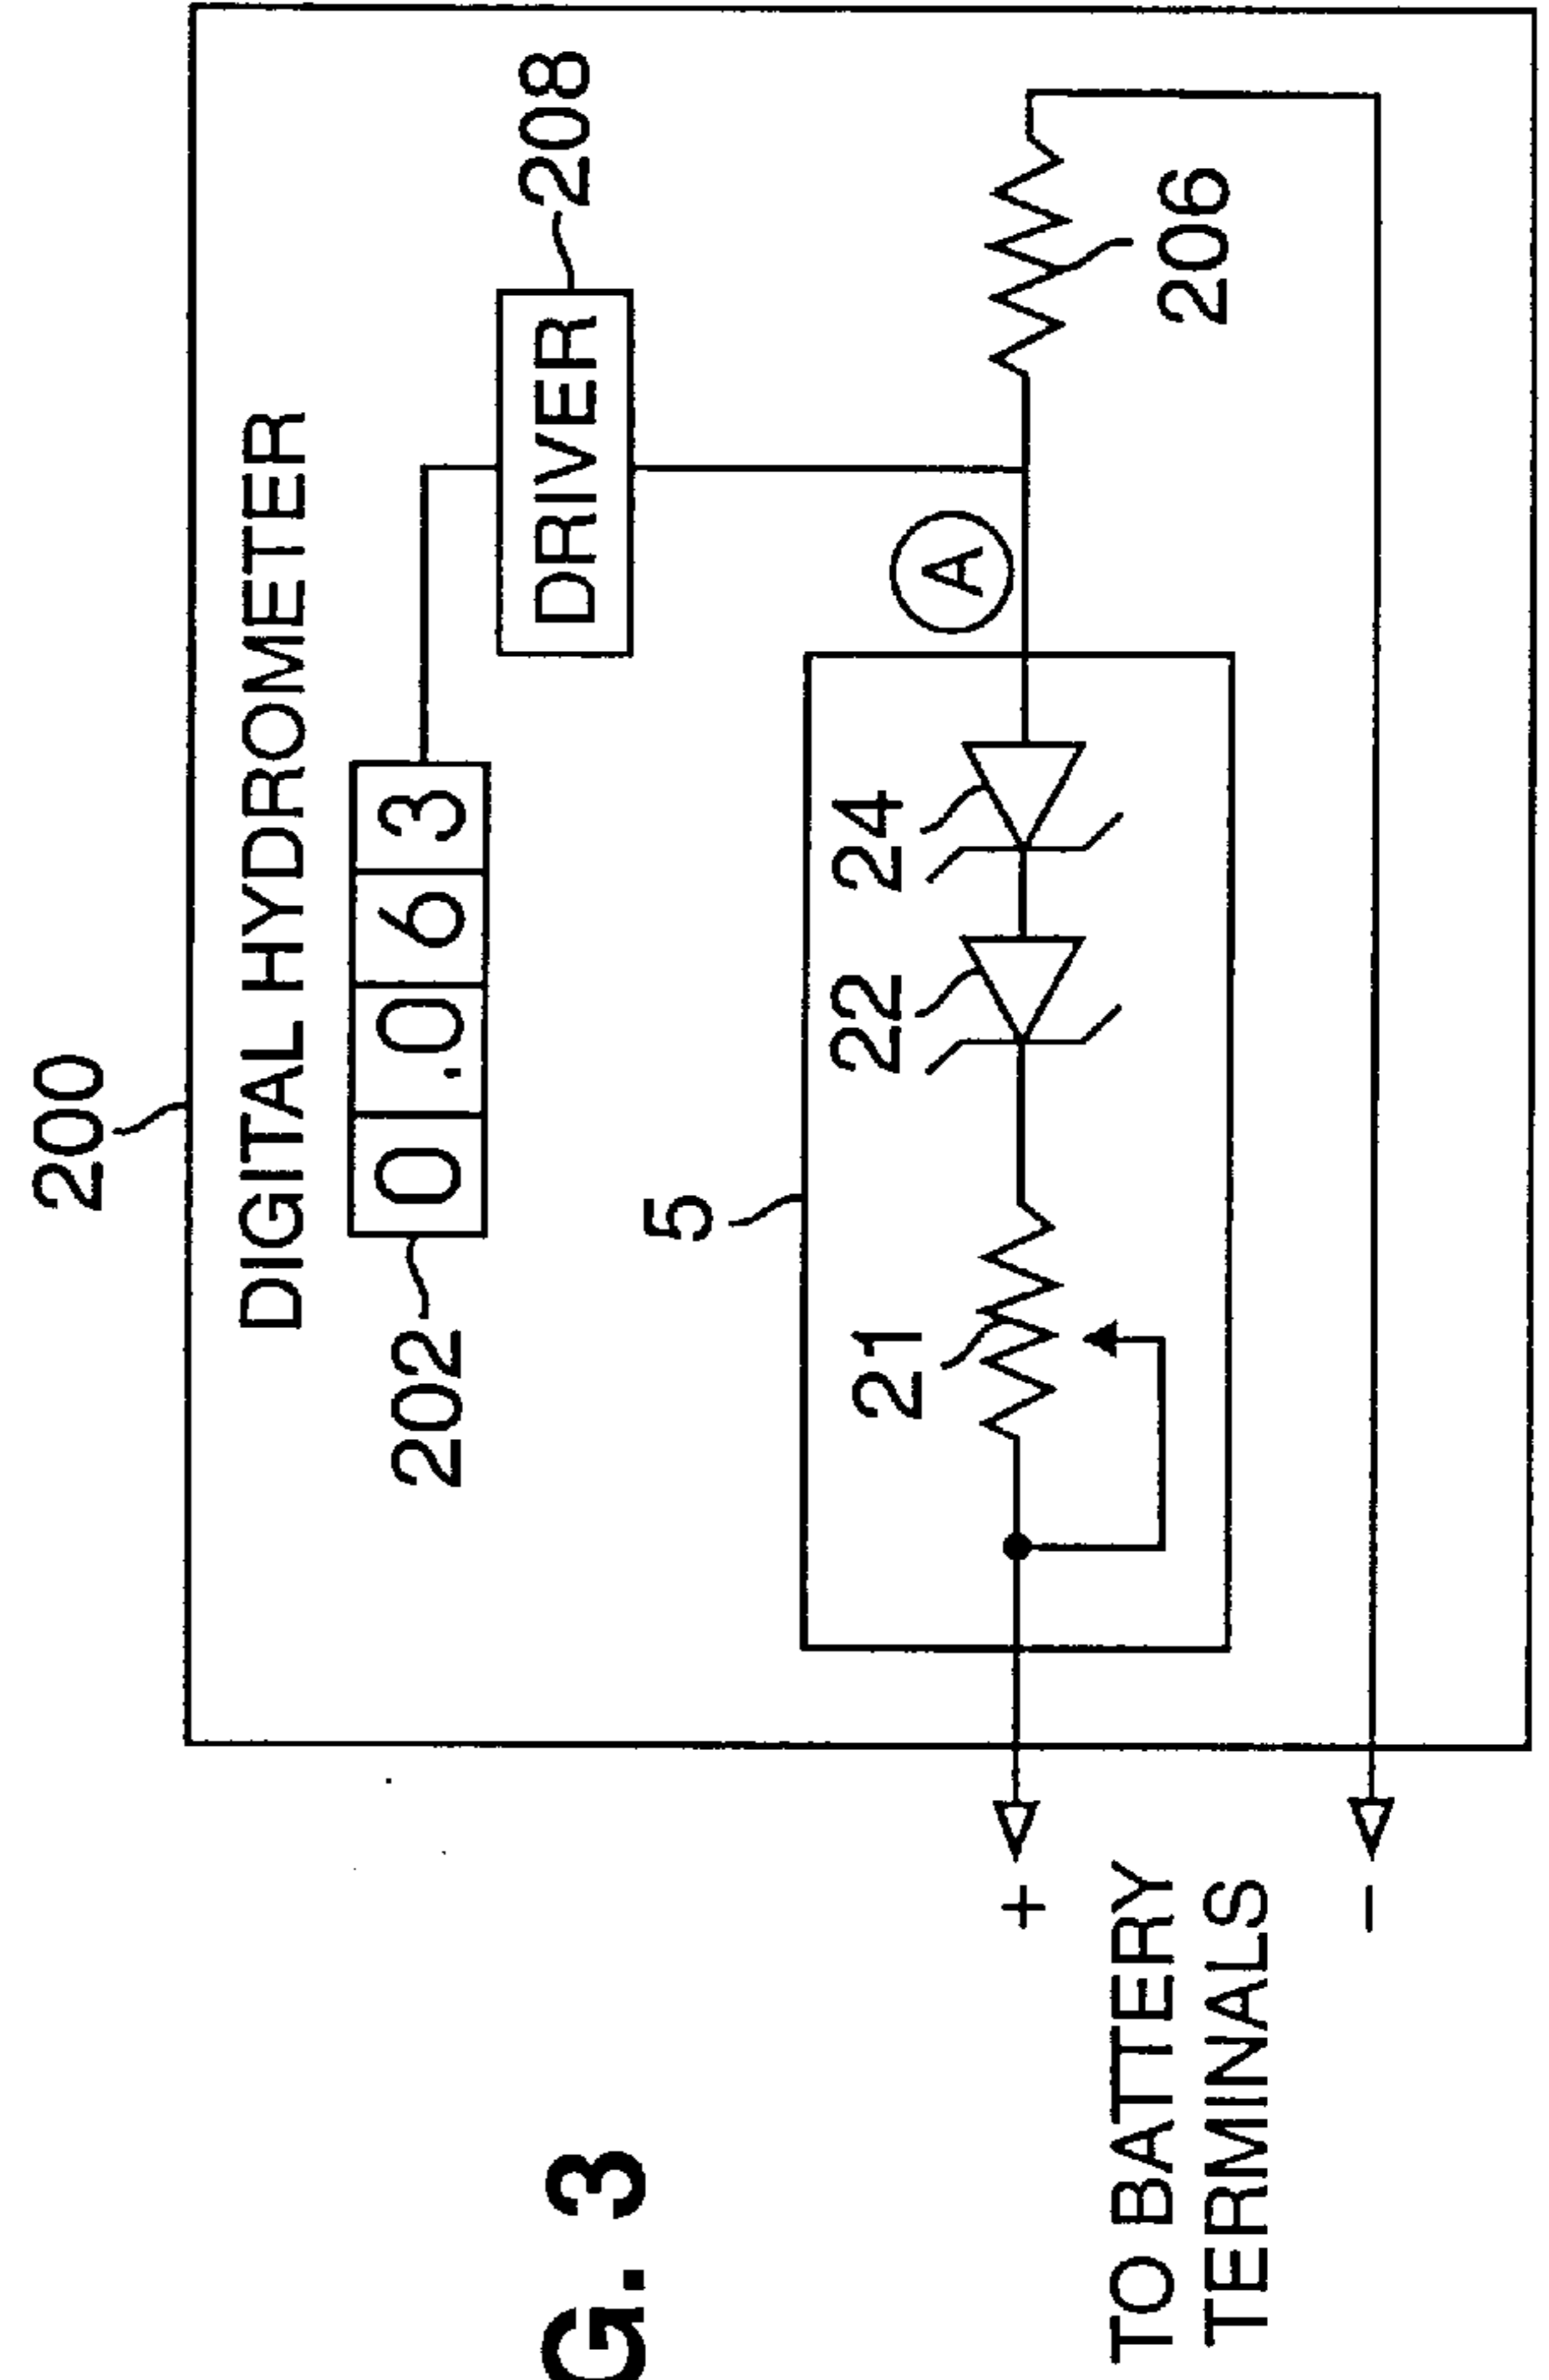 200
DIGITAL HYDROMETER
202
0.063
DRIVER
208
5
A
21
22
24
206
+
TO BATTERY
TERMINALS
−
G. 3